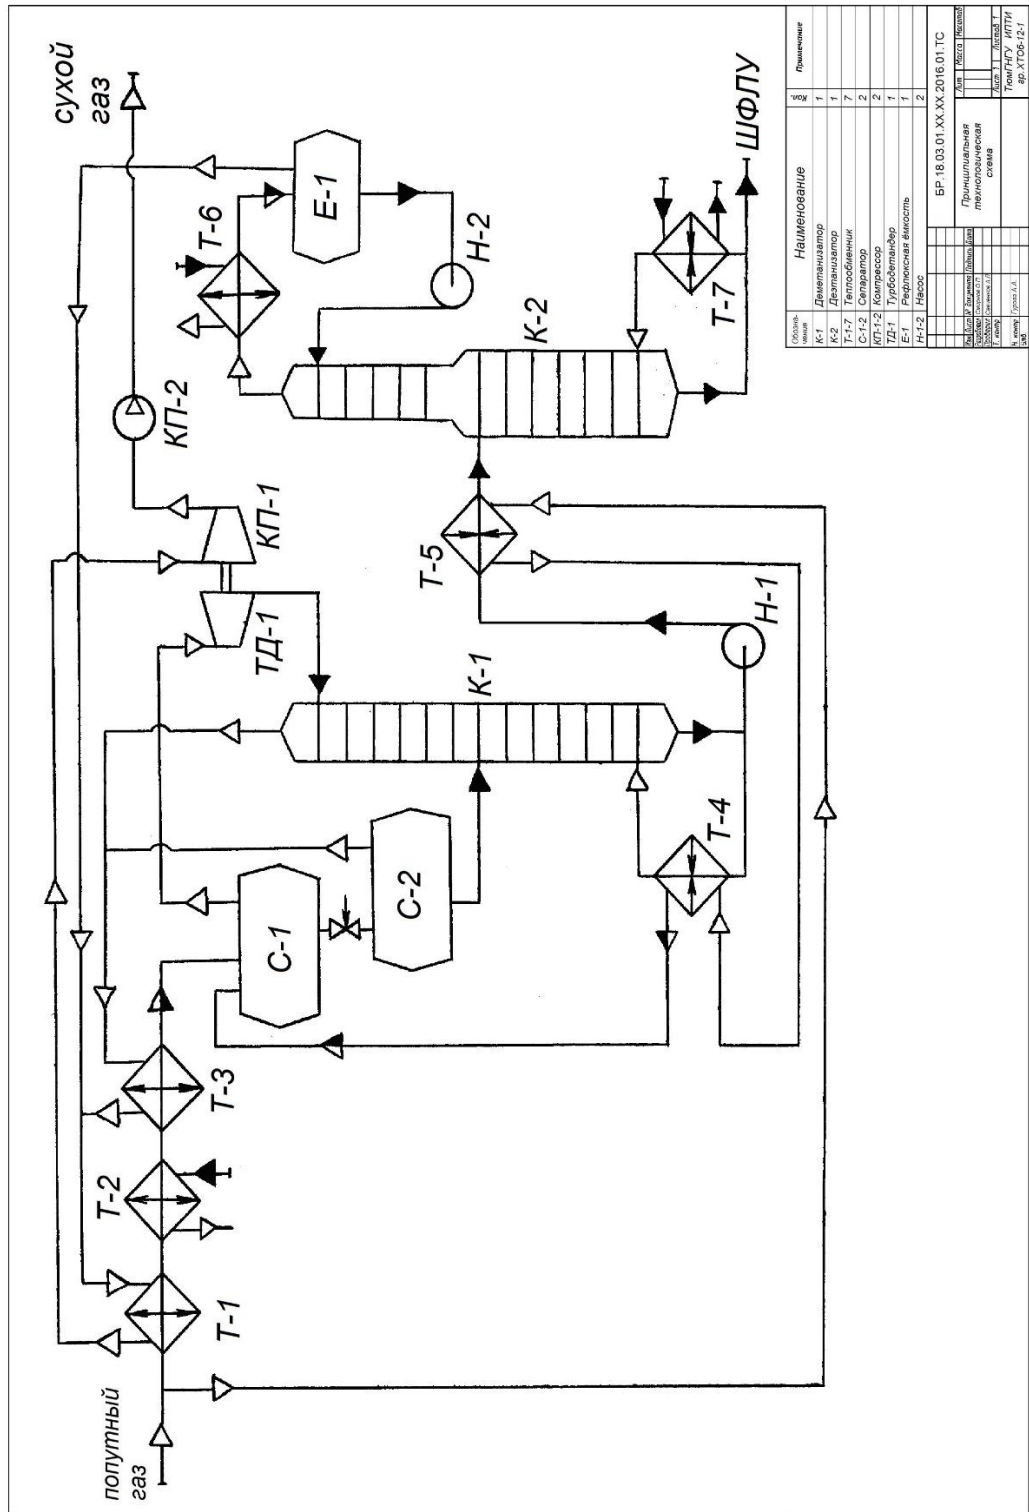 попутный
газ
Т-1
Т-2
Т-3
С-1
С-2
Т-4
К-1
ТД-1
КП-1
КП-2
сухой
газ
Н-1
Т-5
К-2
Т-6
Е-1
Н-2
Т-7
ШФЛУ
Наименование Примечание
К-1 Деметанизатор 1
К-2 Деэтанизатор 1
Т-1-7 Теплообменник 7
С-1-2 Сепаратор 2
КП-1-2 Компрессор 2
ТД-1 Турбодетандер 1
Е-1 Рефлюксная ёмкость 1
Н-1-2 Насос 2
БР.18.03.01.ХХ.ХХ.2016.01.ТС
Принципиальная
технологическая
схема
Лит Масса Масштаб
Лист 1 Листов 1
ТюмГНГУ ИПТИ
гр.ХТОб-12-1